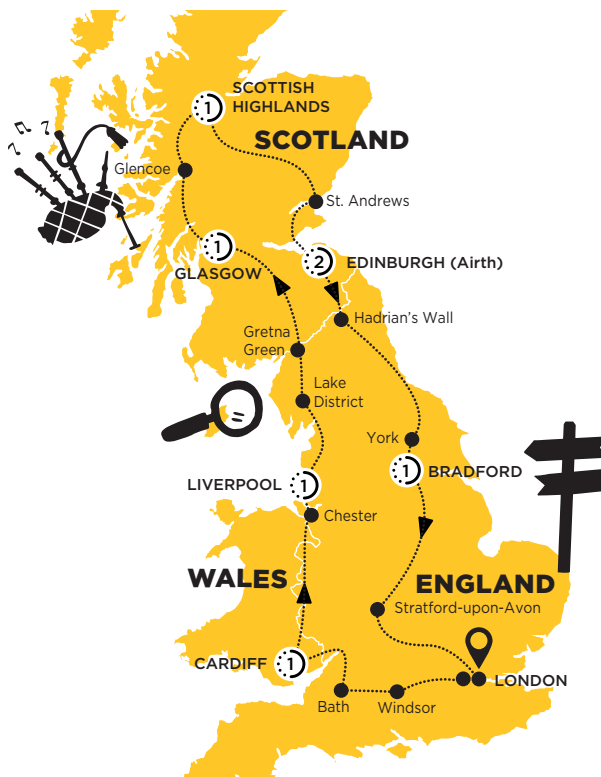 1
SCOTTISH
HIGHLANDS
SCOTLAND
Glencoe
St. Andrews
1
GLASGOW
2
EDINBURGH (Airth)
Hadrian's Wall
Gretna
Green
Lake
District
York
1
BRADFORD
LIVERPOOL
1
Chester
WALES
ENGLAND
Stratford-upon-Avon
CARDIFF
1
LONDON
Bath
Windsor